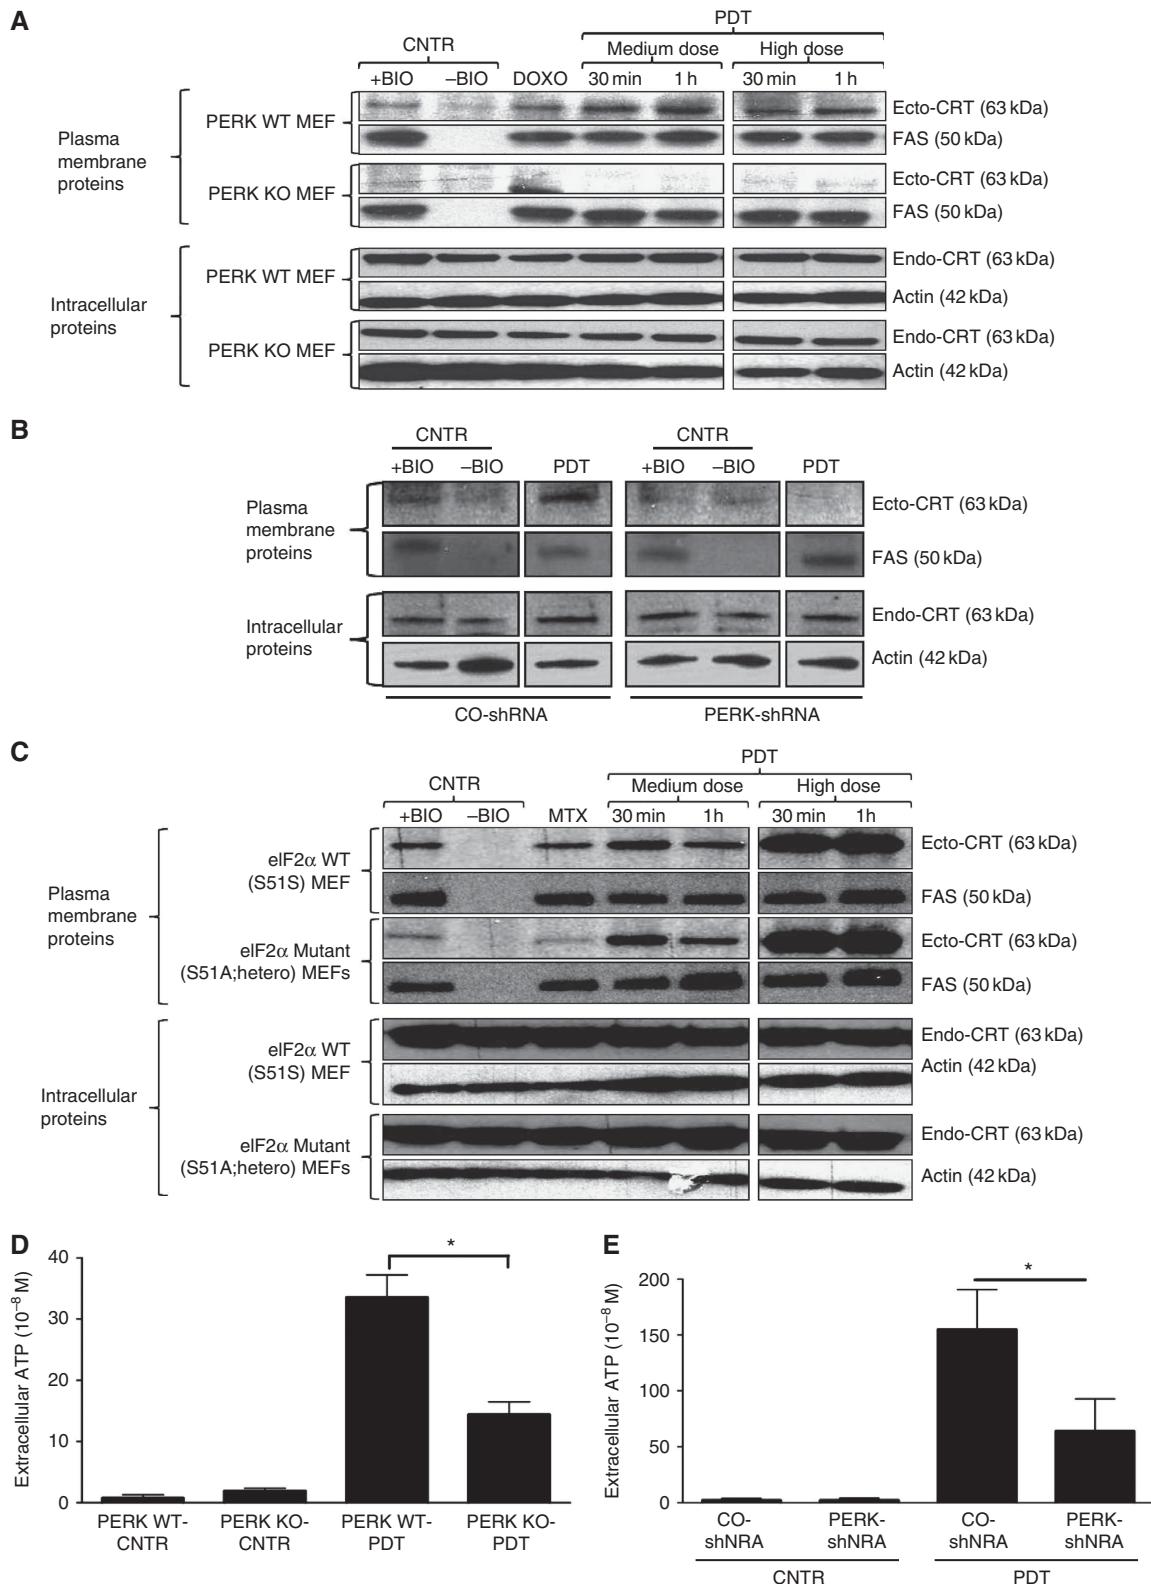 A
PDT
CNTR
Medium dose
High dose
+BIO
–BIO
DOXO
30 min
1 h
30 min
1 h
Plasma
membrane
proteins
PERK WT MEF
Ecto-CRT (63 kDa)
FAS (50 kDa)
PERK KO MEF
Ecto-CRT (63 kDa)
FAS (50 kDa)
Intracellular
proteins
PERK WT MEF
Endo-CRT (63 kDa)
Actin (42 kDa)
PERK KO MEF
Endo-CRT (63 kDa)
Actin (42 kDa)
B
CNTR
CNTR
+BIO
–BIO
PDT
+BIO
–BIO
PDT
Plasma
membrane
proteins
Ecto-CRT (63 kDa)
FAS (50 kDa)
Intracellular
proteins
Endo-CRT (63 kDa)
Actin (42 kDa)
CO-shRNA
PERK-shRNA
C
PDT
CNTR
Medium dose
High dose
+BIO
–BIO
MTX
30 min
1h
30 min
1h
Plasma
membrane
proteins
eIF2α WT
(S51S) MEF
Ecto-CRT (63 kDa)
FAS (50 kDa)
eIF2α Mutant
(S51A;hetero) MEFs
Ecto-CRT (63 kDa)
FAS (50 kDa)
Intracellular
proteins
eIF2α WT
(S51S) MEF
Endo-CRT (63 kDa)
Actin (42 kDa)
eIF2α Mutant
(S51A;hetero) MEFs
Endo-CRT (63 kDa)
Actin (42 kDa)
D
Extracellular ATP (10⁻⁸ M)
40
30
20
10
0
*
PERK WT-
CNTR
PERK KO-
CNTR
PERK WT-
PDT
PERK KO-
PDT
E
Extracellular ATP (10⁻⁸ M)
200
150
100
50
0
*
CO-
shNRA
PERK-
shNRA
CO-
shNRA
PERK-
shNRA
CNTR
PDT